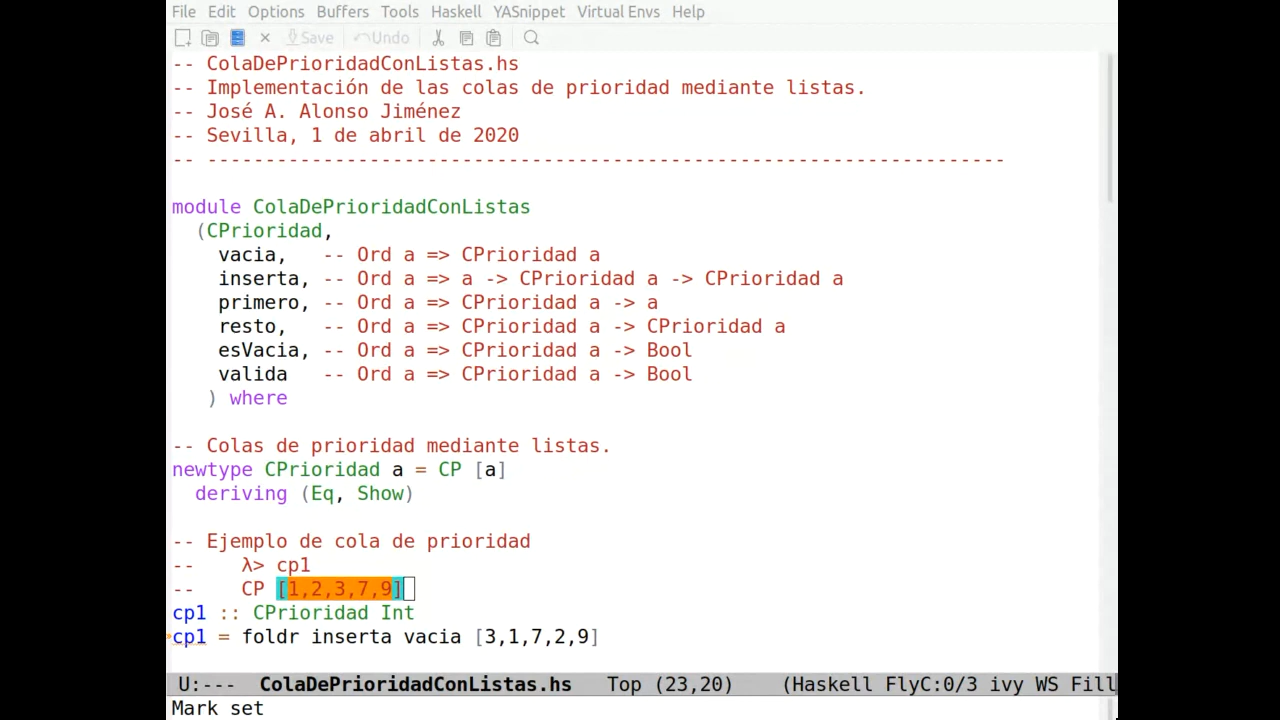 File Edit Options Buffers Tools Haskell YASnippet Virtual Envs Help
Save Undo
-- ColaDePrioridadConListas.hs
-- Implementación de las colas de prioridad mediante listas.
-- José A. Alonso Jiménez
-- Sevilla, 1 de abril de 2020
-- ---------------------------------------------------------------------
module ColaDePrioridadConListas
(CPrioridad,
vacia, -- Ord a => CPrioridad a
inserta, -- Ord a => a -> CPrioridad a -> CPrioridad a
primero, -- Ord a => CPrioridad a -> a
resto, -- Ord a => CPrioridad a -> CPrioridad a
esVacia, -- Ord a => CPrioridad a -> Bool
valida -- Ord a => CPrioridad a -> Bool
) where
-- Colas de prioridad mediante listas.
newtype CPrioridad a = CP [a]
deriving (Eq, Show)
-- Ejemplo de cola de prioridad
-- λ> cp1
-- CP [1,2,3,7,9]
cp1 :: CPrioridad Int
cp1 = foldr inserta vacia [3,1,7,2,9]
U:--- ColaDePrioridadConListas.hs Top (23,20) (Haskell FlyC:0/3 ivy WS Fill
Mark set